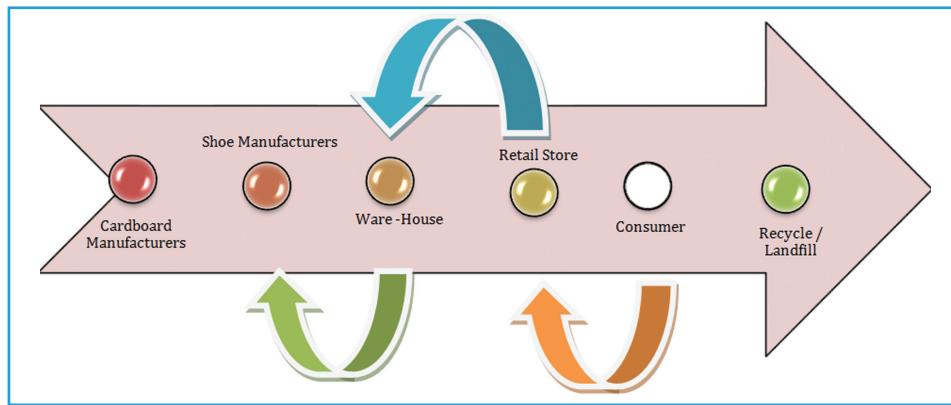 Shoe Manufacturers
Retail Store
Cardboard
Manufacturers
Ware -House
Consumer
Recycle /
Landfill